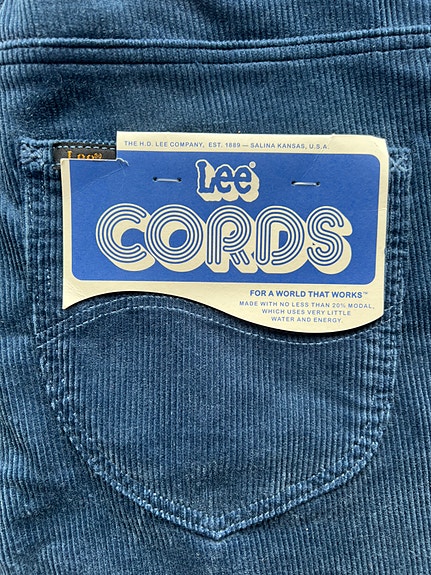 THE H.D. LEE COMPANY, EST. 1889 — SALINA KANSAS, U.S.A.
Lee®
Lee®
CORDS
FOR A WORLD THAT WORKS™
MADE WITH NO LESS THAN 20% MODAL,
WHICH USES VERY LITTLE
WATER AND ENERGY.